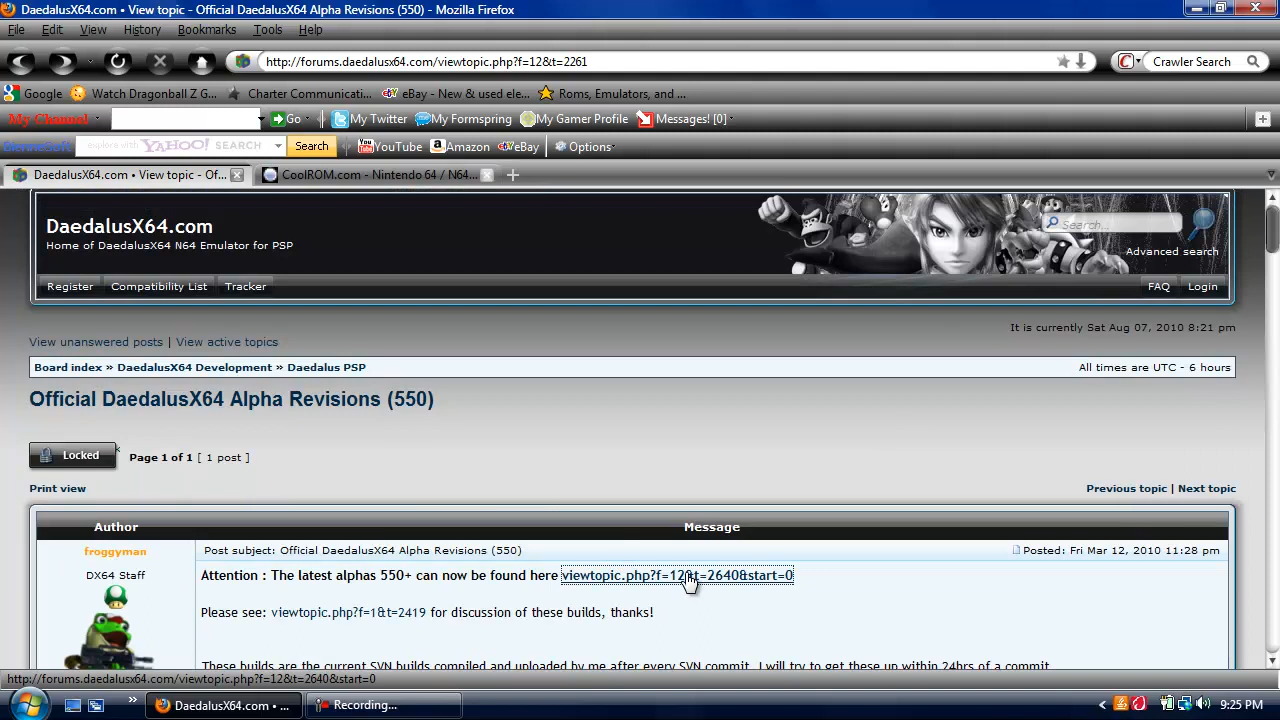 DaedalusX64.com • View topic - Official DaedalusX64 Alpha Revisions (550) - Mozilla Firefox
File Edit View History Bookmarks Tools Help
http://forums.daedalusx64.com/viewtopic.php?f=12&t=2261
Crawler Search
Google Watch Dragonball Z G... Charter Communicati... eBay - New & used ele... Roms, Emulators, and ...
My Channel Go My Twitter My Formspring My Gamer Profile Messages! [0]
explore with YAHOO! SEARCH Search YouTube Amazon eBay Options
DaedalusX64.com • View topic - Of... CoolROM.com - Nintendo 64 / N64...
DaedalusX64.com
Home of DaedalusX64 N64 Emulator for PSP
Search...
Advanced search
Register Compatibility List Tracker FAQ Login
It is currently Sat Aug 07, 2010 8:21 pm
View unanswered posts | View active topics
Board index » DaedalusX64 Development » Daedalus PSP All times are UTC - 6 hours
Official DaedalusX64 Alpha Revisions (550)
Locked Page 1 of 1 [ 1 post ]
Print view Previous topic | Next topic
Author Message
froggyman Post subject: Official DaedalusX64 Alpha Revisions (550) Posted: Fri Mar 12, 2010 11:28 pm
DX64 Staff
Attention : The latest alphas 550+ can now be found here viewtopic.php?f=12&t=2640&start=0
Please see: viewtopic.php?f=1&t=2419 for discussion of these builds, thanks!
These builds are the current SVN builds compiled and uploaded by me after every SVN commit. I will try to get these up within 24hrs of a commit.
http://forums.daedalusx64.com/viewtopic.php?f=12&t=2640&start=0
DaedalusX64.com • ... Recording... 9:25 PM